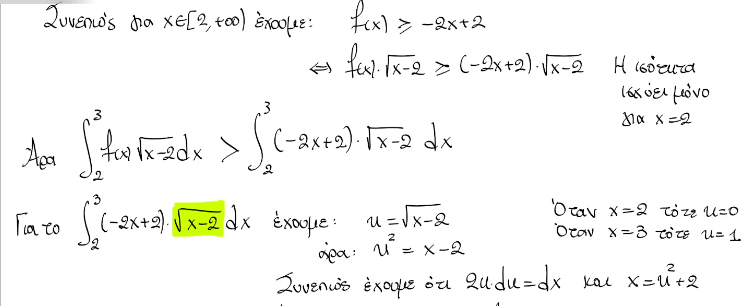 Συνεπώς για x∈[2,+∞) έχουμε: f(x) ≥ -2x+2
⇔ f(x)·√x-2 ≥ (-2x+2)·√x-2 Η ισότητα
ισχύει μόνο
για x=2
Άρα ∫₂³ f(x)√x-2 dx > ∫₂³ (-2x+2)·√x-2 dx
Για το ∫₂³ (-2x+2)·√x-2 dx έχουμε: u=√x-2 Όταν x=2 τότε u=0
άρα: u²=x-2 Όταν x=3 τότε u=1
Συνεπώς έχουμε ότι 2u·du=dx και x=u²+2